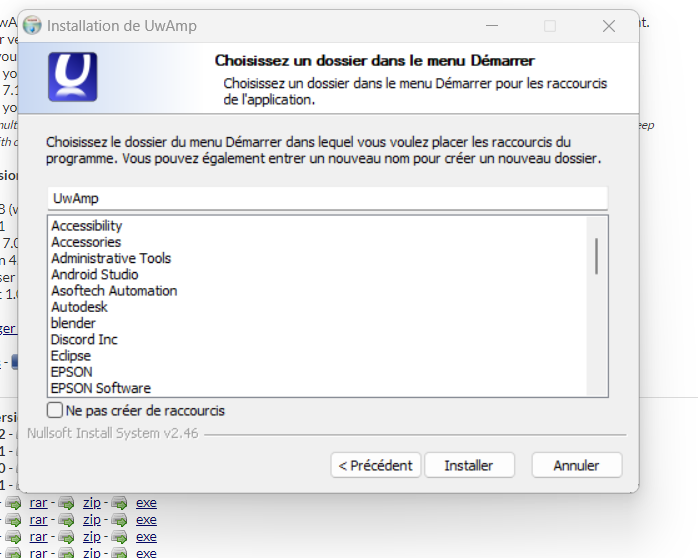 Installation de UwAmp
Choisissez un dossier dans le menu Démarrer
Choisissez un dossier dans le menu Démarrer pour les raccourcis
de l'application.
Choisissez le dossier du menu Démarrer dans lequel vous voulez placer les raccourcis du
programme. Vous pouvez également entrer un nouveau nom pour créer un nouveau dossier.
UwAmp
Accessibility
Accessories
Administrative Tools
Android Studio
Asoftech Automation
Autodesk
blender
Discord Inc
Eclipse
EPSON
EPSON Software
Ne pas créer de raccourcis
Nullsoft Install System v2.46
< Précédent Installer Annuler
rar - zip - exe
rar - zip - exe
rar - zip - exe
rar - zip - exe